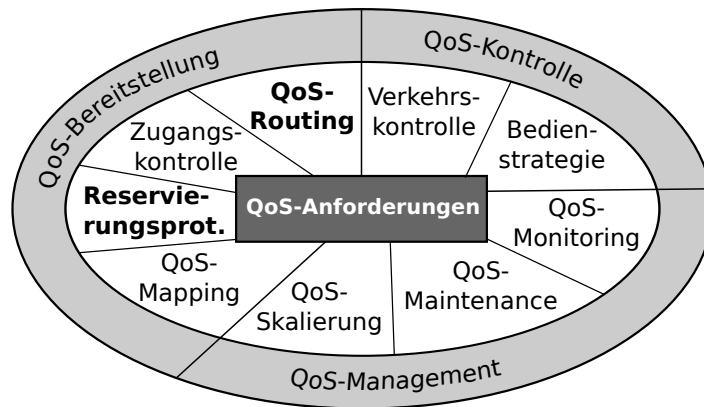 QoS-Bereitstellung
QoS-Kontrolle
QoS-
Routing
Verkehrs-
kontrolle
Zugangs-
kontrolle
Bedien-
strategie
Reservie-
rungsprot.
QoS-Anforderungen
QoS-
Monitoring
QoS-
Mapping
QoS-
Skalierung
QoS-
Maintenance
QoS-Management